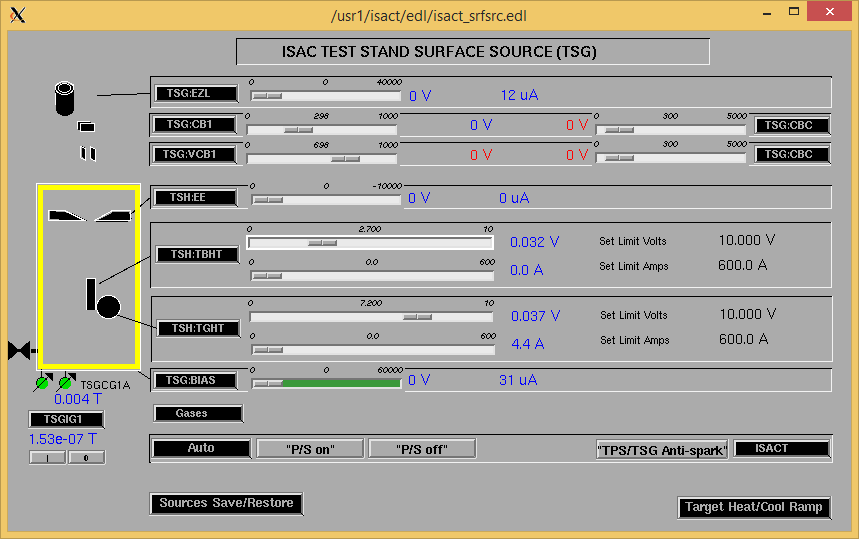 /usr1/isact/edl/isact_srfsrc.edl
ISAC TEST STAND SURFACE SOURCE (TSG)
0 0 40000
TSG:EZL 0 V 12 uA
0 298 1000 0 300 5000
TSG:CB1 0 V 0 V TSG:CBC
0 698 1000 0 300 5000
TSG:VCB1 0 V 0 V TSG:CBC
0 0 -10000
TSH:EE 0 V 0 uA
0 2.700 10
0.032 V Set Limit Volts 10.000 V
TSH:TBHT
0 0.0 600
0.0 A Set Limit Amps 600.0 A
0 7.200 10
0.037 V Set Limit Volts 10.000 V
TSH:TGHT
0 0.0 600
4.4 A Set Limit Amps 600.0 A
0 0 60000
TSG:BIAS 0 V 31 uA
TSGCG1A
0.004 T
TSGIG1
1.53e-07 T
I 0
Gases
Auto "P/S on" "P/S off" "TPS/TSG Anti-spark" ISACT
Sources Save/Restore
Target Heat/Cool Ramp